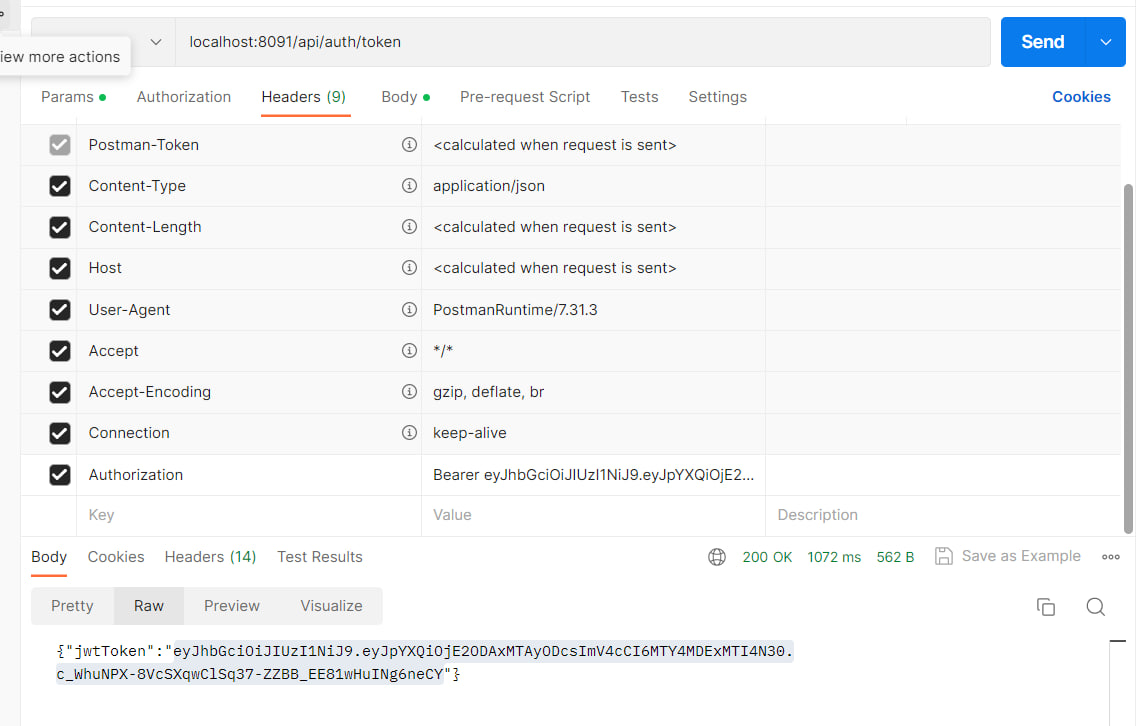 localhost:8091/api/auth/token
Send
iew more actions
Params
Authorization
Headers (9)
Body
Pre-request Script
Tests
Settings
Cookies
Postman-Token <calculated when request is sent>
Content-Type application/json
Content-Length <calculated when request is sent>
Host <calculated when request is sent>
User-Agent PostmanRuntime/7.31.3
Accept */*
Accept-Encoding gzip, deflate, br
Connection keep-alive
Authorization Bearer eyJhbGciOiJIUzI1NiJ9.eyJpYXQiOjE2...
Key Value Description
Body Cookies Headers (14) Test Results 200 OK 1072 ms 562 B Save as Example
Pretty Raw Preview Visualize
{"jwtToken":"eyJhbGciOiJIUzI1NiJ9.eyJpYXQiOjE2ODAxMTAyODcsImV4cCI6MTY4MDExMTI4N30.
c_WhuNPX-8VcSXqwClSq37-ZZBB_EE81wHuINg6neCY"}